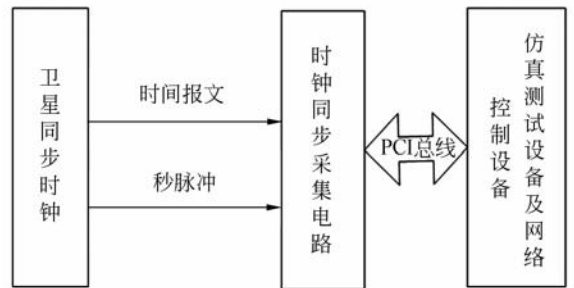 卫星同步时钟
时间报文
秒脉冲
时钟同步采集电路
PCI总线
仿真测试设备及网络
控制设备